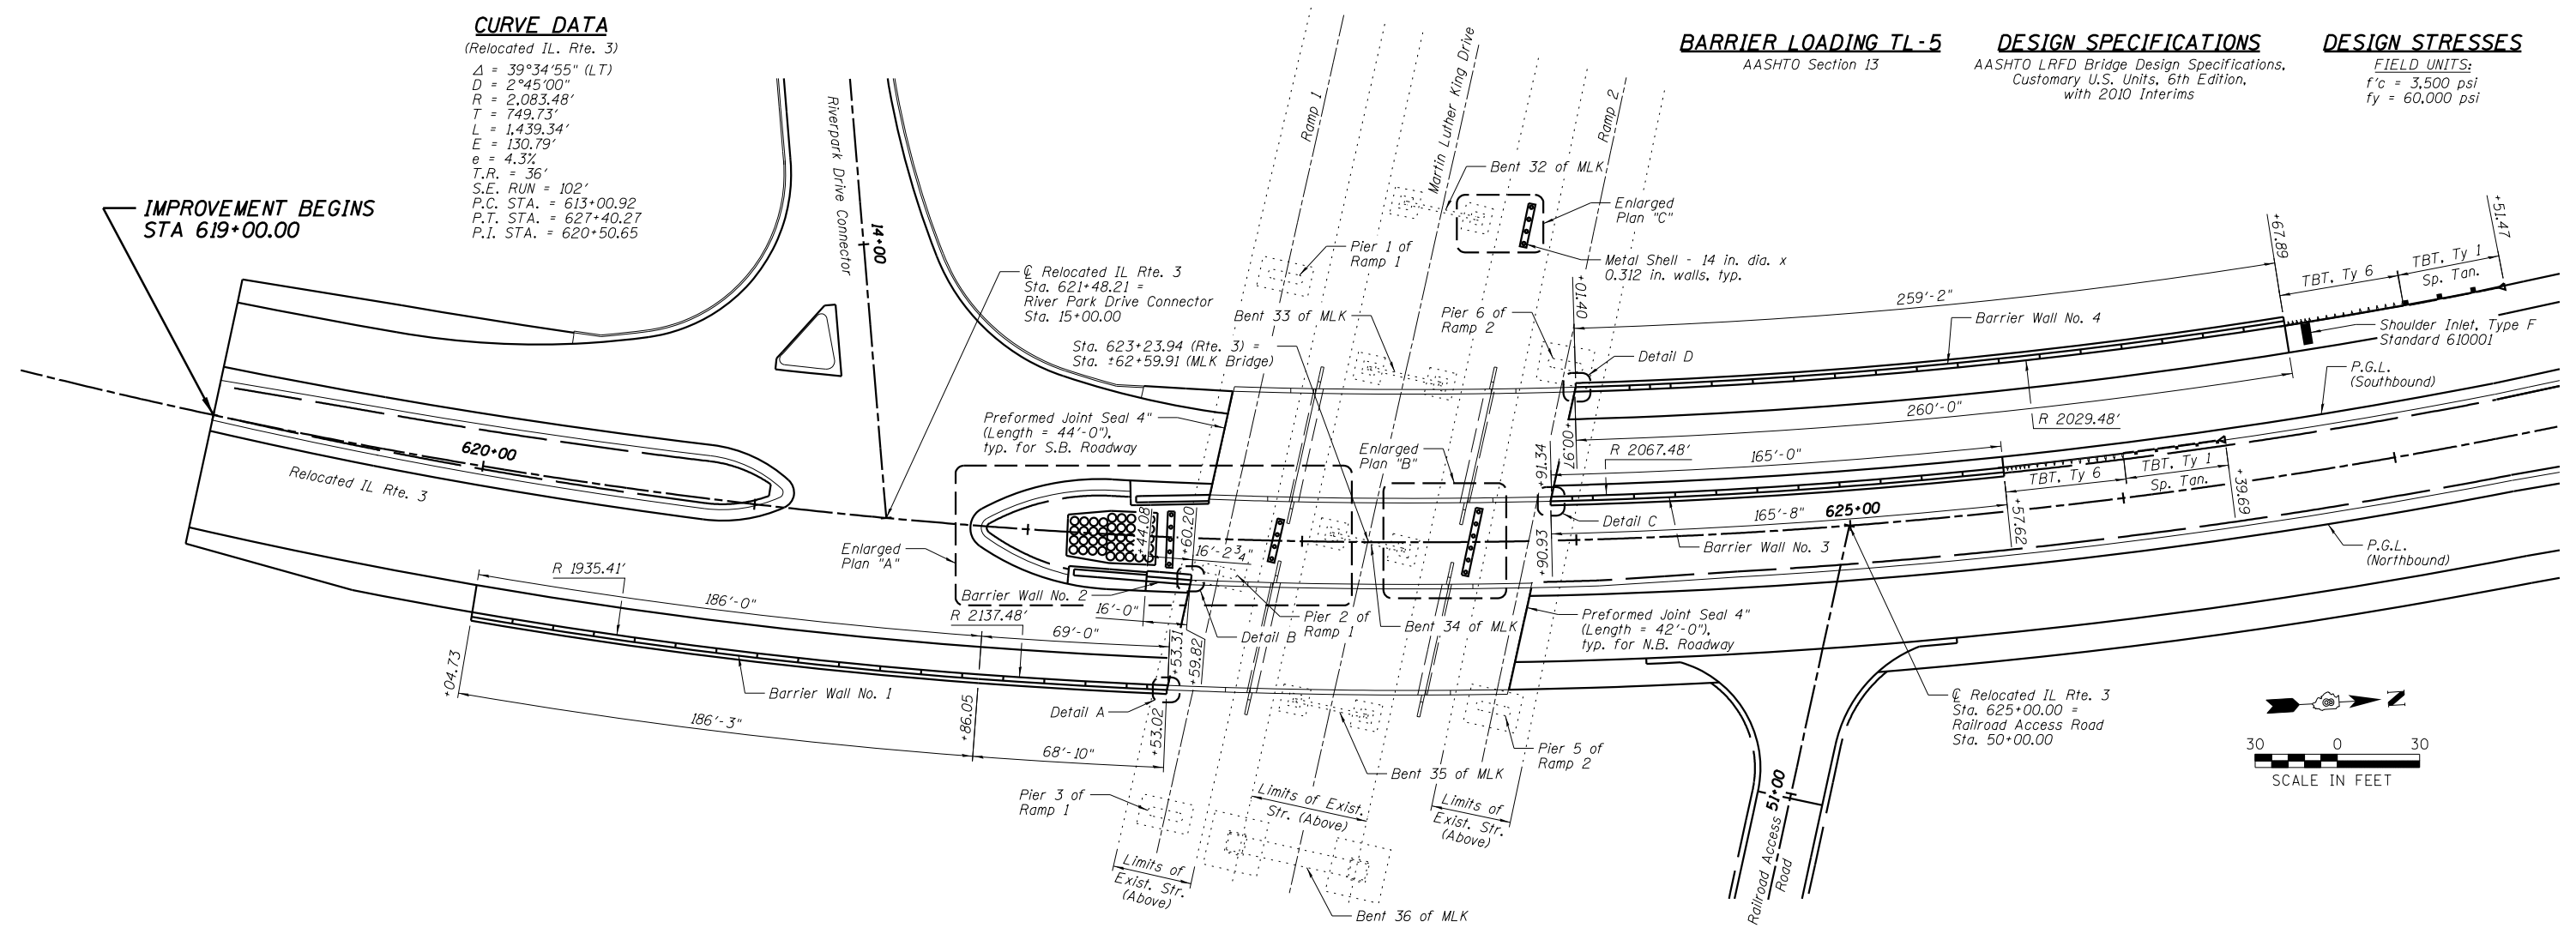 CURVE DATA
(Relocated IL. Rte. 3)
Δ = 39°34'55" (LT)
D = 2°45'00"
R = 2,083.48'
T = 749.73'
L = 1,439.34'
E = 130.79'
e = 4.3%
T.R. = 36'
S.E. RUN = 102'
P.C. STA. = 613+00.92
P.T. STA. = 627+40.27
P.I. STA. = 620+50.65
BARRIER LOADING TL-5
AASHTO Section 13
DESIGN SPECIFICATIONS
AASHTO LRFD Bridge Design Specifications,
Customary U.S. Units, 6th Edition,
with 2010 Interims
DESIGN STRESSES
FIELD UNITS:
f'c = 3,500 psi
fy = 60,000 psi
IMPROVEMENT BEGINS
STA 619+00.00
Riverpark Drive Connector
14+00
Ramp 1
Martin Luther King Drive
Ramp 2
Bent 32 of MLK
Enlarged
Plan "C"
Pier 1 of
Ramp 1
Metal Shell - 14 in. dia. x
0.312 in. walls, typ.
℄ Relocated IL Rte. 3
Sta. 621+48.21 =
River Park Drive Connector
Sta. 15+00.00
Bent 33 of MLK
Pier 6 of
Ramp 2
Sta. 623+23.94 (Rte. 3) =
Sta. ±62+59.91 (MLK Bridge)
+01.40
259'-2"
+67.89
TBT, Ty 6
TBT, Ty 1
Sp. Tan.
+51.47
Barrier Wall No. 4
Shoulder Inlet, Type F
Standard 610001
Detail D
P.G.L.
(Southbound)
260'-0"
R 2029.48'
+00.97
Preformed Joint Seal 4"
(Length = 44'-0"),
typ. for S.B. Roadway
Enlarged
Plan "B"
+91.34
R 2067.48'
165'-0"
TBT, Ty 6
TBT, Ty 1
Sp. Tan.
+39.69
620+00
Relocated IL Rte. 3
Enlarged
Plan "A"
+44.08
+60.20
16'-2¾"
Detail C
165'-8"
625+00
+57.62
+90.93
Barrier Wall No. 3
P.G.L.
(Northbound)
R 1935.41'
186'-0"
Barrier Wall No. 2
16'-0"
R 2137.48'
69'-0"
Detail B
Pier 2 of
Ramp 1
Bent 34 of MLK
Preformed Joint Seal 4"
(Length = 42'-0"),
typ. for N.B. Roadway
+53.31
+59.82
+04.73
Barrier Wall No. 1
186'-3"
+86.05
Detail A
+53.02
68'-10"
℄ Relocated IL Rte. 3
Sta. 625+00.00 =
Railroad Access Road
Sta. 50+00.00
Pier 5 of
Ramp 2
Bent 35 of MLK
Pier 3 of
Ramp 1
Limits of Exist.
Str. (Above)
Limits of
Exist. Str.
(Above)
Limits of
Exist. Str.
(Above)
Bent 36 of MLK
51+00
Railroad Access
Road
N
30 0 30
SCALE IN FEET